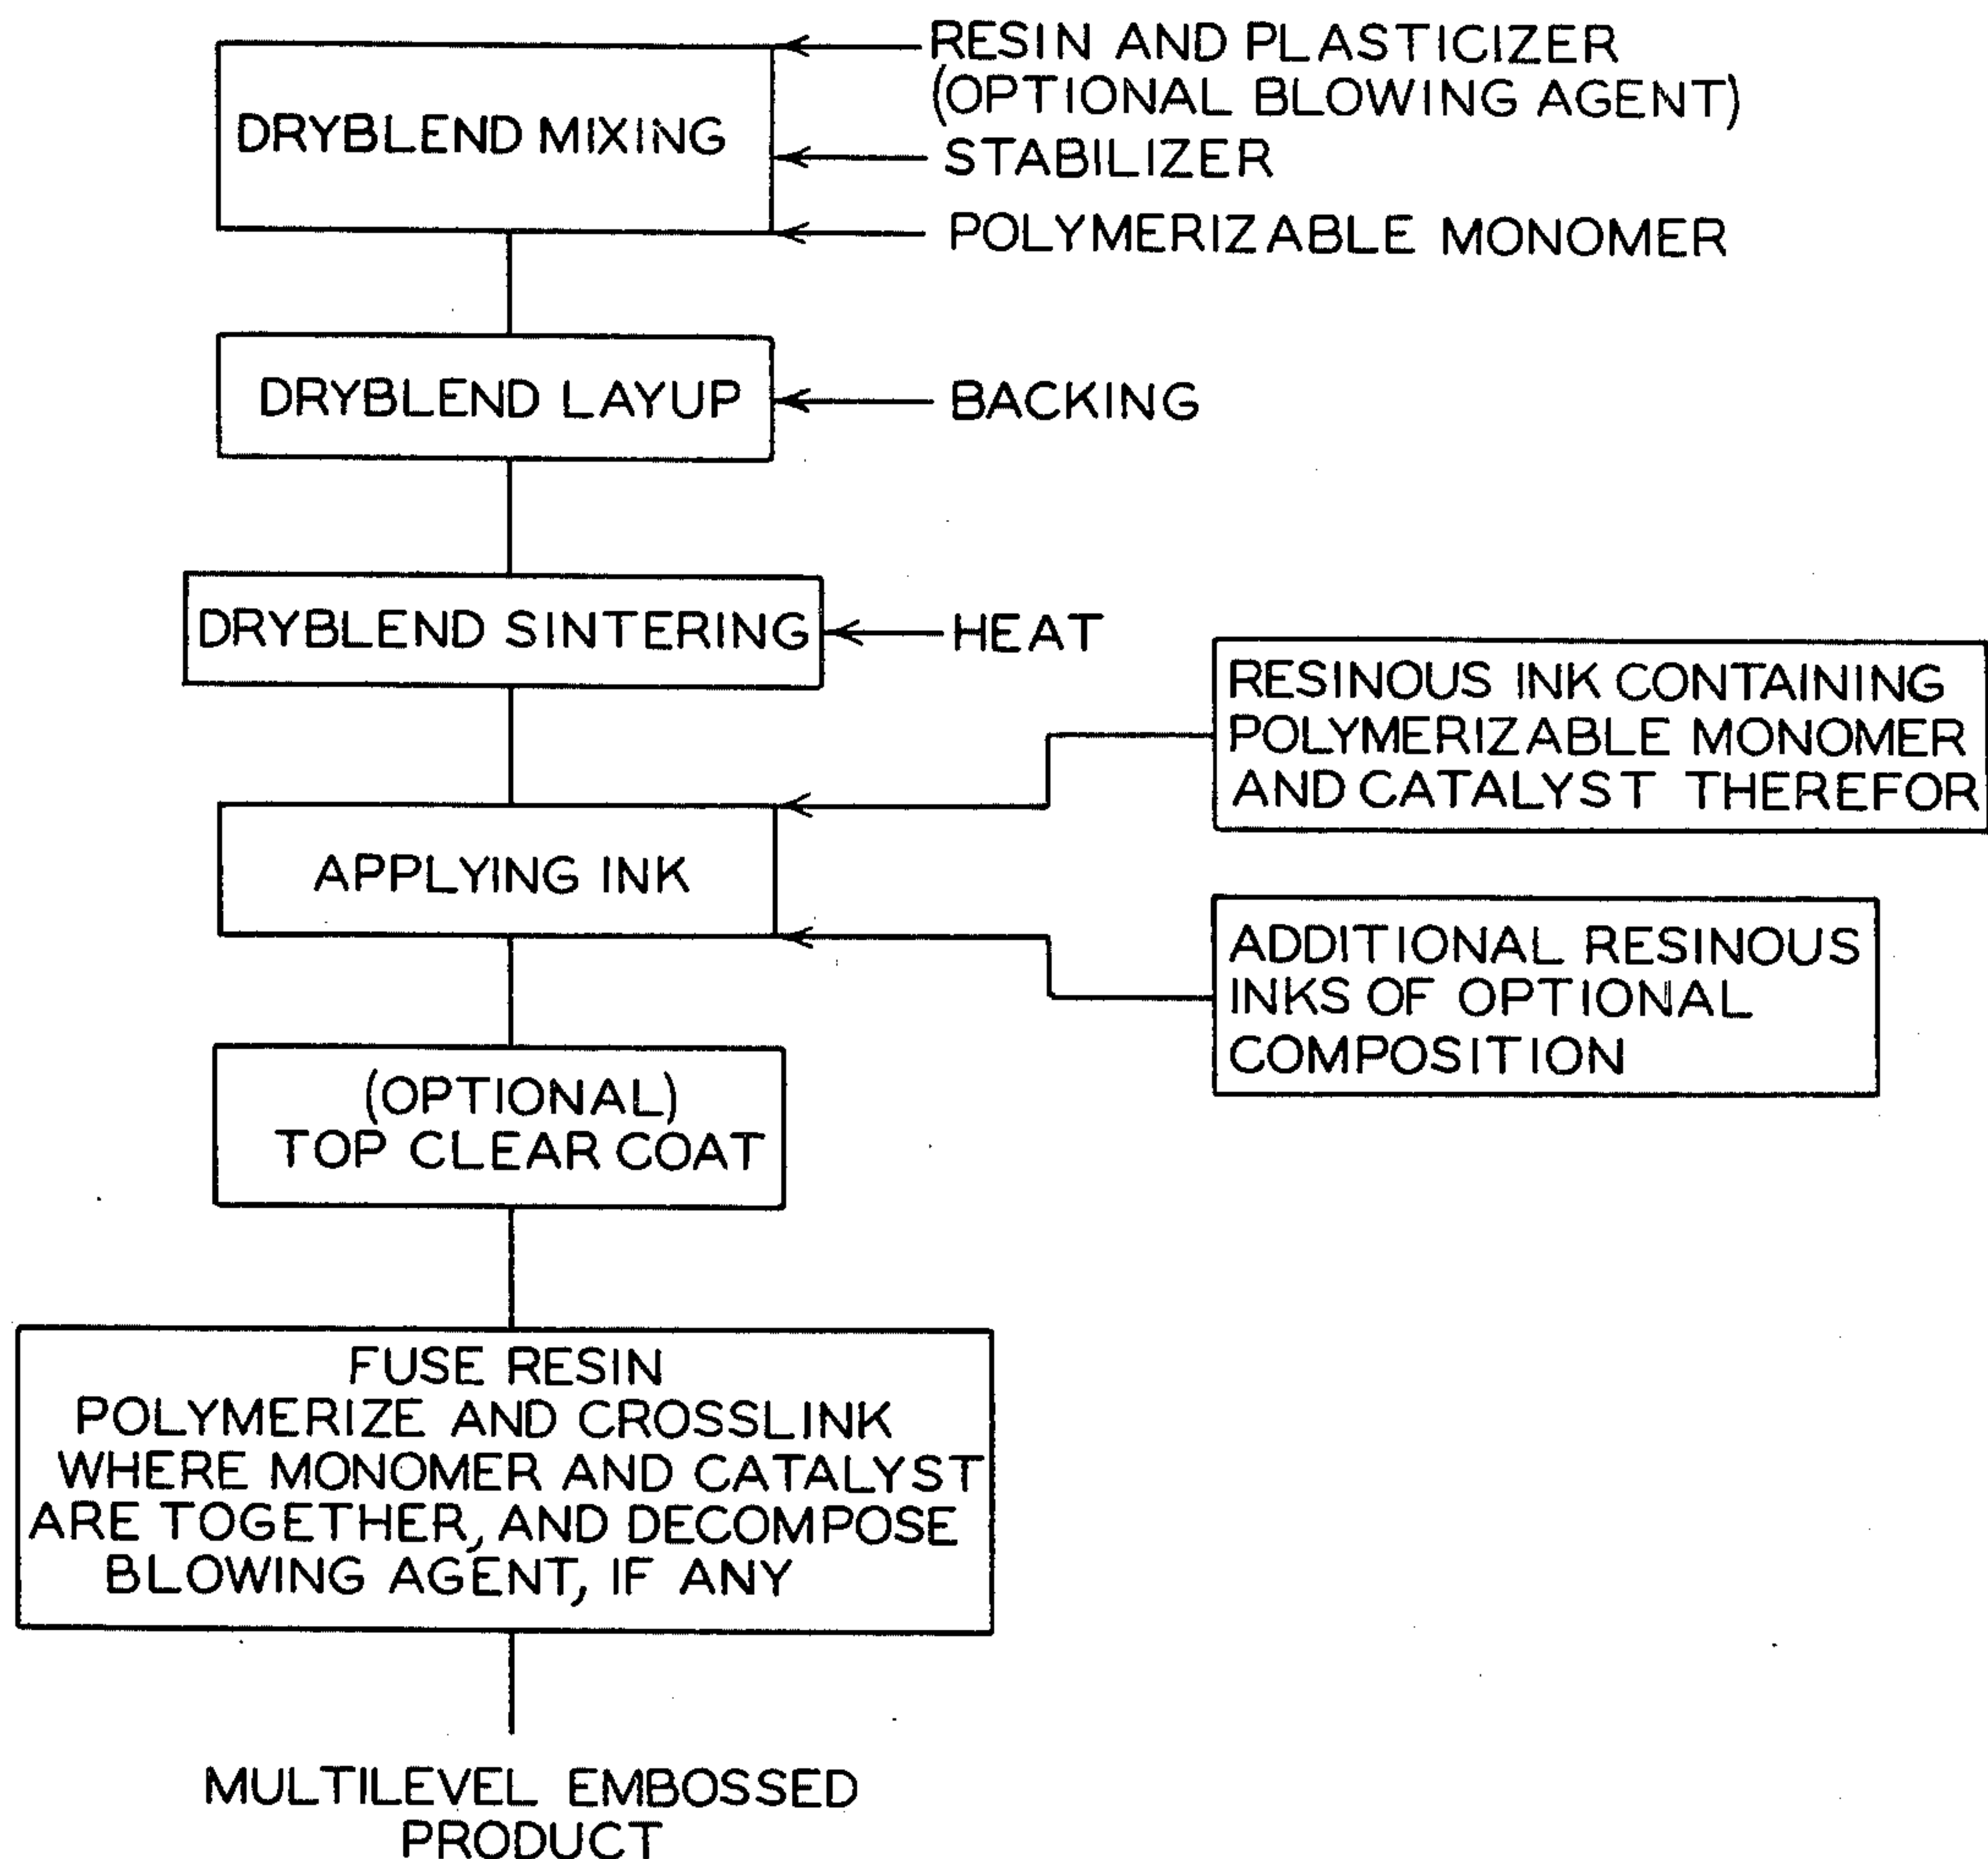 RESIN AND PLASTICIZER
(OPTIONAL BLOWING AGENT)
DRYBLEND MIXING
STABILIZER
POLYMERIZABLE MONOMER
DRYBLEND LAYUP
BACKING
DRYBLEND SINTERING
HEAT
RESINOUS INK CONTAINING
POLYMERIZABLE MONOMER
AND CATALYST THEREFOR
APPLYING INK
ADDITIONAL RESINOUS
INKS OF OPTIONAL
COMPOSITION
(OPTIONAL)
TOP CLEAR COAT
FUSE RESIN
POLYMERIZE AND CROSSLINK
WHERE MONOMER AND CATALYST
ARE TOGETHER, AND DECOMPOSE
BLOWING AGENT, IF ANY
MULTILEVEL EMBOSSED
PRODUCT